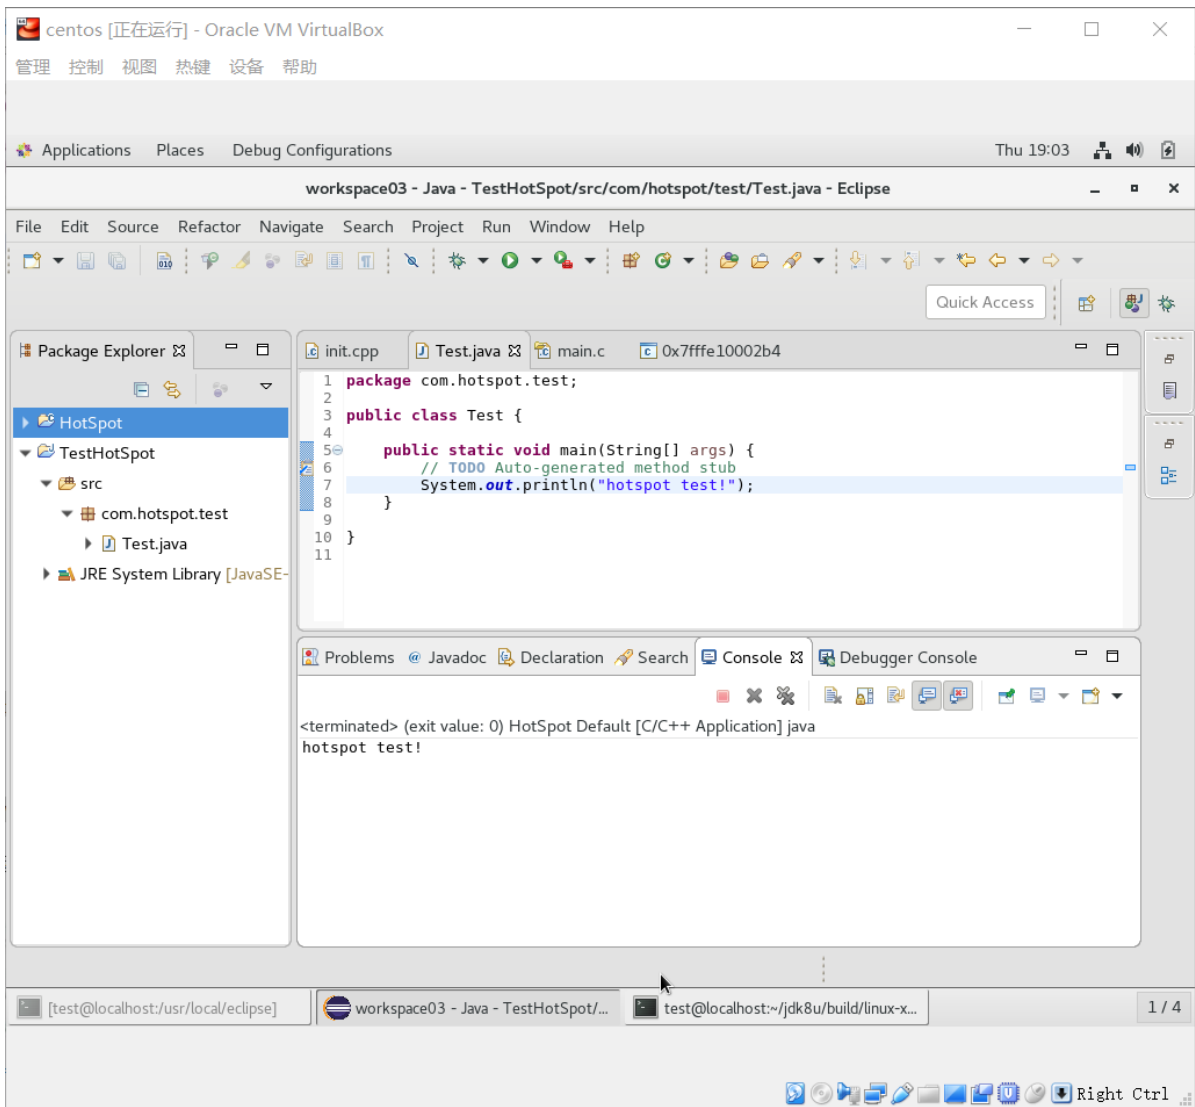 centos [正在运行] - Oracle VM VirtualBox
管理 控制 视图 热键 设备 帮助
Applications Places Debug Configurations Thu 19:03
workspace03 - Java - TestHotSpot/src/com/hotspot/test/Test.java - Eclipse
File Edit Source Refactor Navigate Search Project Run Window Help
Quick Access
Package Explorer
init.cpp Test.java main.c 0x7fffe10002b4
HotSpot
TestHotSpot
src
com.hotspot.test
Test.java
JRE System Library [JavaSE-
1 package com.hotspot.test;
2
3 public class Test {
4
5 public static void main(String[] args) {
6 // TODO Auto-generated method stub
7 System.out.println("hotspot test!");
8 }
9
10 }
11
Problems @ Javadoc Declaration Search Console Debugger Console
<terminated> (exit value: 0) HotSpot Default [C/C++ Application] java
hotspot test!
[test@localhost:/usr/local/eclipse] workspace03 - Java - TestHotSpot/... test@localhost:~/jdk8u/build/linux-x... 1 / 4
Right Ctrl